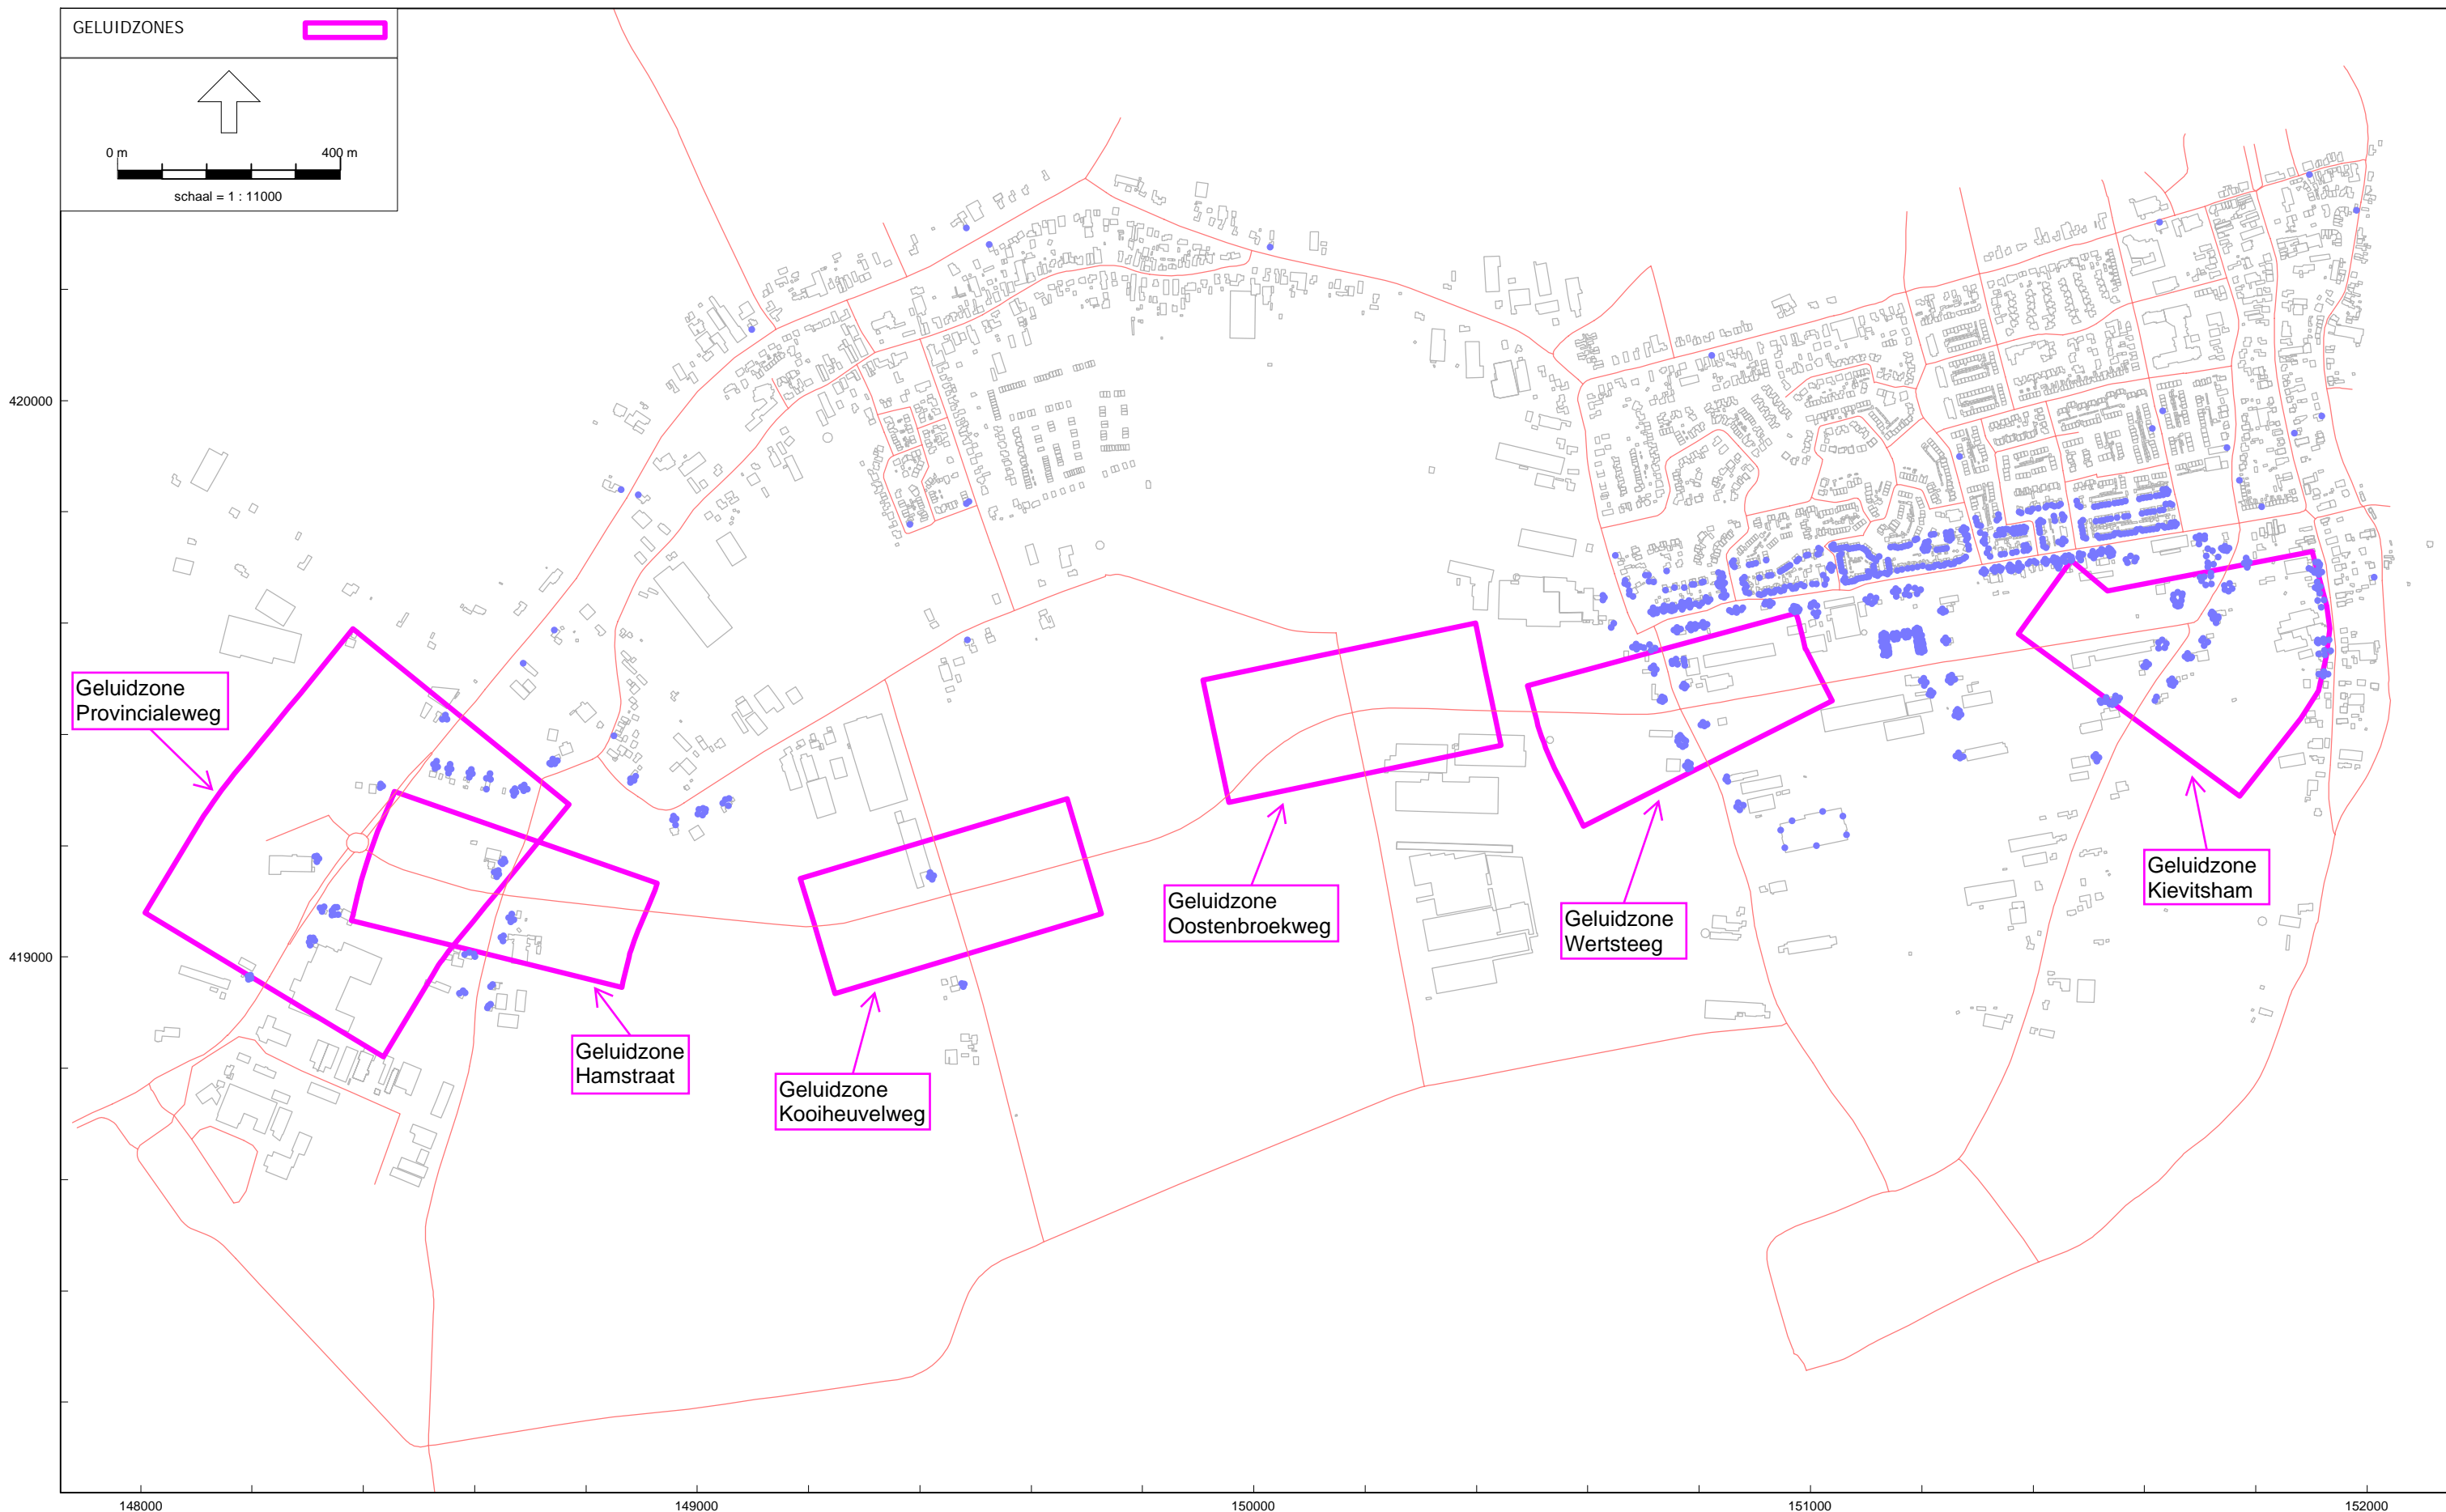 GELUIDZONES
0 m
400 m
schaal = 1 : 11000
420000
419000
Geluidzone
Provincialeweg
Geluidzone
Hamstraat
Geluidzone
Kooiheuvelweg
Geluidzone
Oostenbroekweg
Geluidzone
Wertsteeg
Geluidzone
Kievitsham
148000
149000
150000
151000
152000